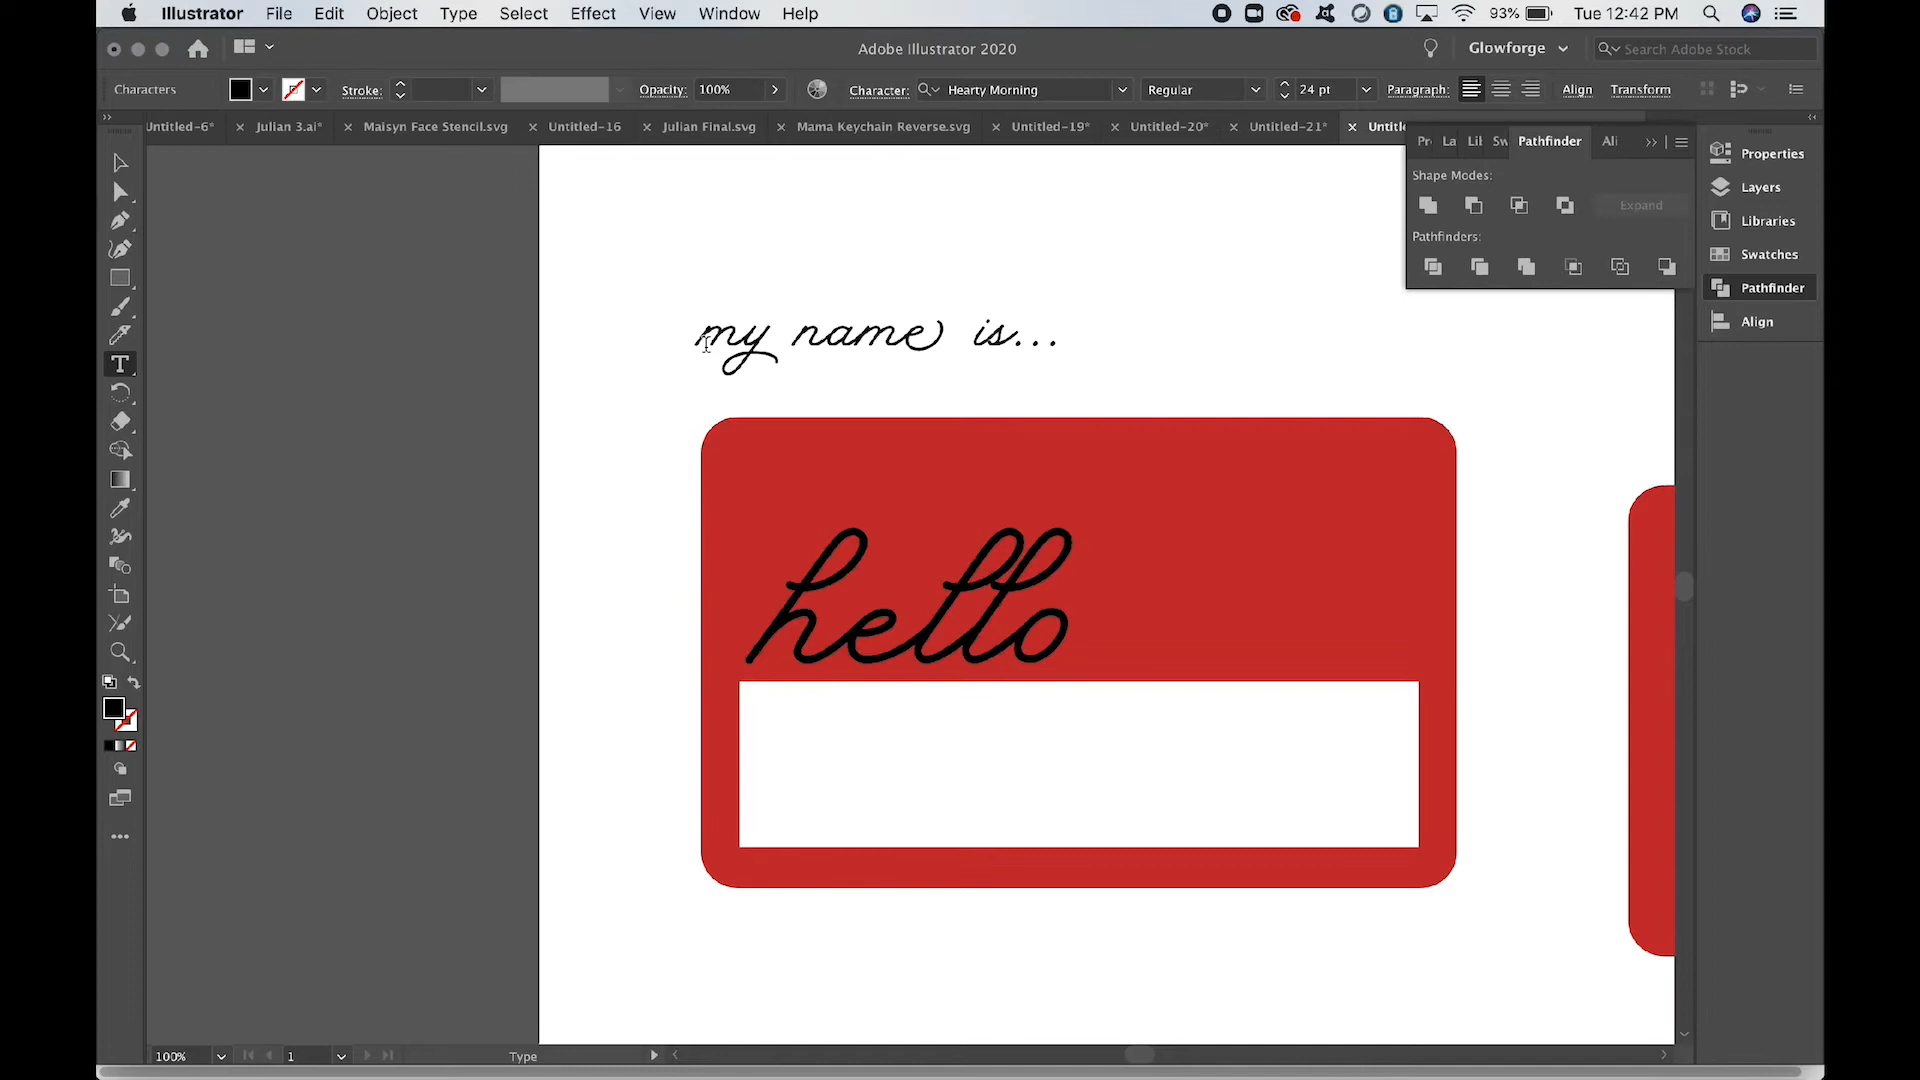 Illustrator File Edit Object Type Select Effect View Window Help 93% Tue 12:42 PM
Adobe Illustrator 2020 Glowforge Search Adobe Stock
Characters Stroke: Opacity: 100% Character: Hearty Morning Regular 24 pt Paragraph: Align Transform
Untitled-6* Julian 3.ai* Maisyn Face Stencil.svg Untitled-16 Julian Final.svg Mama Keychain Reverse.svg Untitled-19* Untitled-20* Untitled-21* Untitl
Pr La Lil Sw Pathfinder Ali
Shape Modes:
Expand
Pathfinders:
Properties
Layers
Libraries
Swatches
Pathfinder
Align
my name is...
hello
100% 1 Type